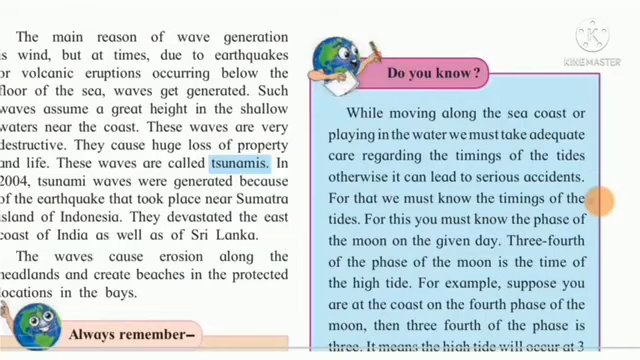 The main reason of wave generation
is wind, but at times, due to earthquakes
or volcanic eruptions occurring below the
floor of the sea, waves get generated. Such
waves assume a great height in the shallow
waters near the coast. These waves are very
destructive. They cause huge loss of property
and life. These waves are called tsunamis. In
2004, tsunami waves were generated because
of the earthquake that took place near Sumatra
island of Indonesia. They devastated the east
coast of India as well as of Sri Lanka.
The waves cause erosion along the
headlands and create beaches in the protected
locations in the bays.
Always remember–
KINEMASTER
Do you know?
While moving along the sea coast or
playing in the water we must take adequate
care regarding the timings of the tides
otherwise it can lead to serious accidents.
For that we must know the timings of the
tides. For this you must know the phase of
the moon on the given day. Three-fourth
of the phase of the moon is the time of
the high tide. For example, suppose you
are at the coast on the fourth phase of the
moon, then three fourth of the phase is
three. It means the high tide will occur at 3